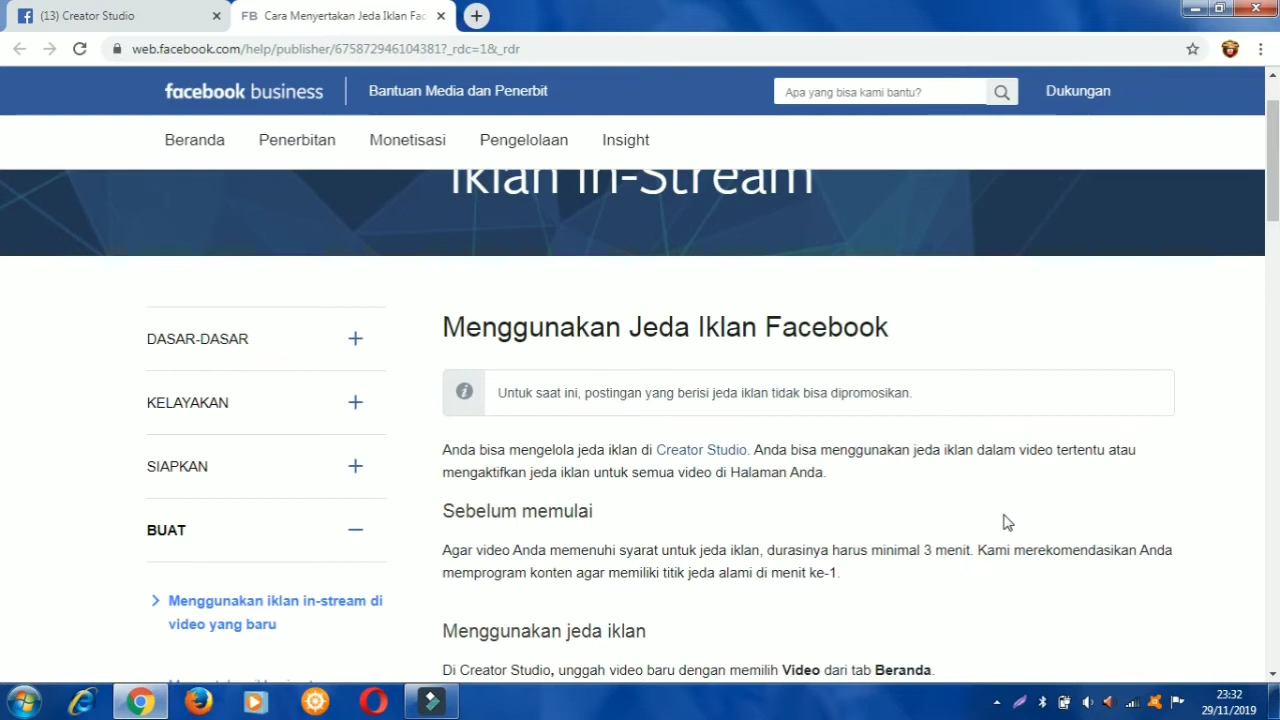 (13) Creator Studio
FB Cara Menyertakan Jeda Iklan Fac
web.facebook.com/help/publisher/675872946104381?_rdc=1&_rdr
facebook business
Bantuan Media dan Penerbit
Apa yang bisa kami bantu?
Dukungan
Beranda
Penerbitan
Monetisasi
Pengelolaan
Insight
Iklan In-Stream
DASAR-DASAR
KELAYAKAN
SIAPKAN
BUAT
Menggunakan iklan in-stream di
video yang baru
Menggunakan Jeda Iklan Facebook
Untuk saat ini, postingan yang berisi jeda iklan tidak bisa dipromosikan.
Anda bisa mengelola jeda iklan di Creator Studio. Anda bisa menggunakan jeda iklan dalam video tertentu atau
mengaktifkan jeda iklan untuk semua video di Halaman Anda.
Sebelum memulai
Agar video Anda memenuhi syarat untuk jeda iklan, durasinya harus minimal 3 menit. Kami merekomendasikan Anda
memprogram konten agar memiliki titik jeda alami di menit ke-1.
Menggunakan jeda iklan
Di Creator Studio, unggah video baru dengan memilih Video dari tab Beranda.
23:32
29/11/2019